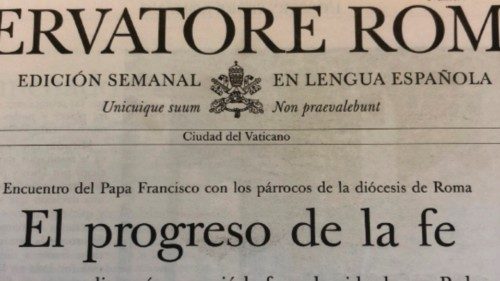 ERVATORE ROM
EDICIÓN SEMANAL EN LENGUA ESPAÑOLA
Unicuique suum Non praevalebunt
Ciudad del Vaticano
Encuentro del Papa Francisco con los párrocos de la diócesis de Roma
El progreso de la fe